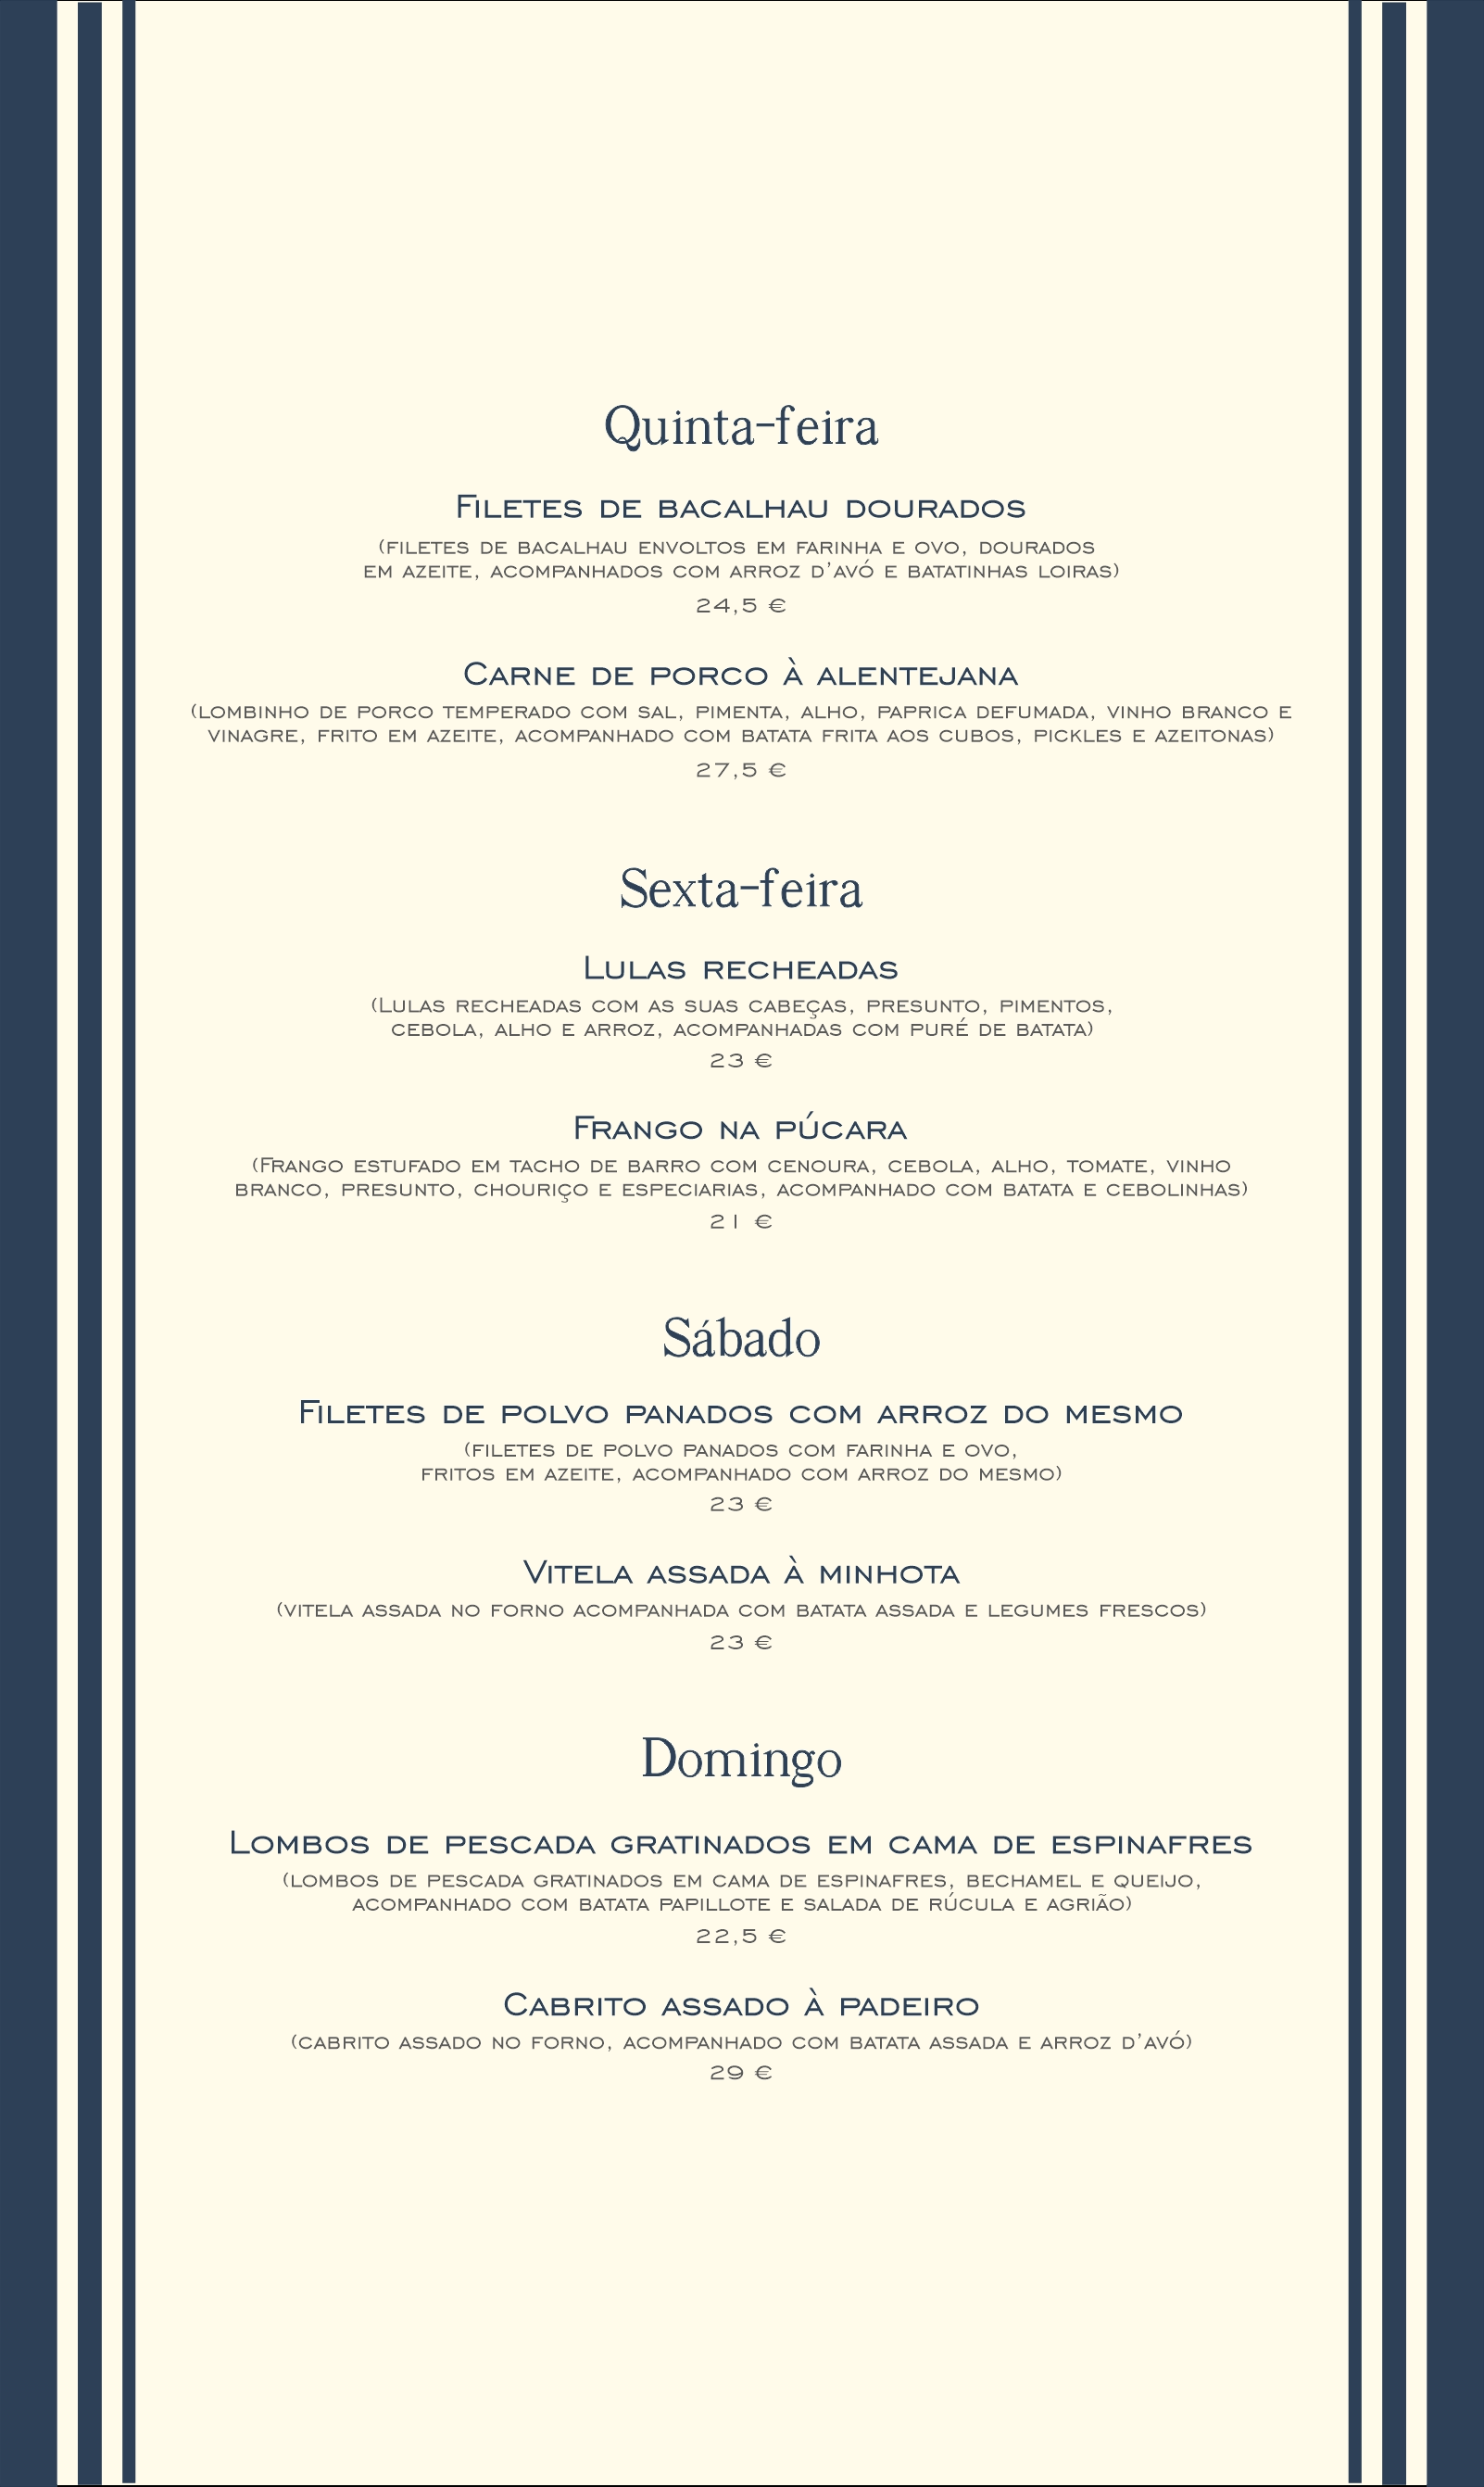 Quinta-feira
Filetes de bacalhau dourados
(filetes de bacalhau envoltos em farinha e ovo, dourados
em azeite, acompanhados com arroz d'avó e batatinhas loiras)
24,5 €
Carne de porco à alentejana
(lombinho de porco temperado com sal, pimenta, alho, paprica defumada, vinho branco e
vinagre, frito em azeite, acompanhado com batata frita aos cubos, pickles e azeitonas)
27,5 €
Sexta-feira
Lulas recheadas
(Lulas recheadas com as suas cabeças, presunto, pimentos,
cebola, alho e arroz, acompanhadas com puré de batata)
23 €
Frango na púcara
(Frango estufado em tacho de barro com cenoura, cebola, alho, tomate, vinho
branco, presunto, chouriço e especiarias, acompanhado com batata e cebolinhas)
21 €
Sábado
Filetes de polvo panados com arroz do mesmo
(filetes de polvo panados com farinha e ovo,
fritos em azeite, acompanhado com arroz do mesmo)
23 €
Vitela assada à minhota
(vitela assada no forno acompanhada com batata assada e legumes frescos)
23 €
Domingo
Lombos de pescada gratinados em cama de espinafres
(lombos de pescada gratinados em cama de espinafres, bechamel e queijo,
acompanhado com batata papillote e salada de rúcula e agrião)
22,5 €
Cabrito assado à padeiro
(cabrito assado no forno, acompanhado com batata assada e arroz d'avó)
29 €